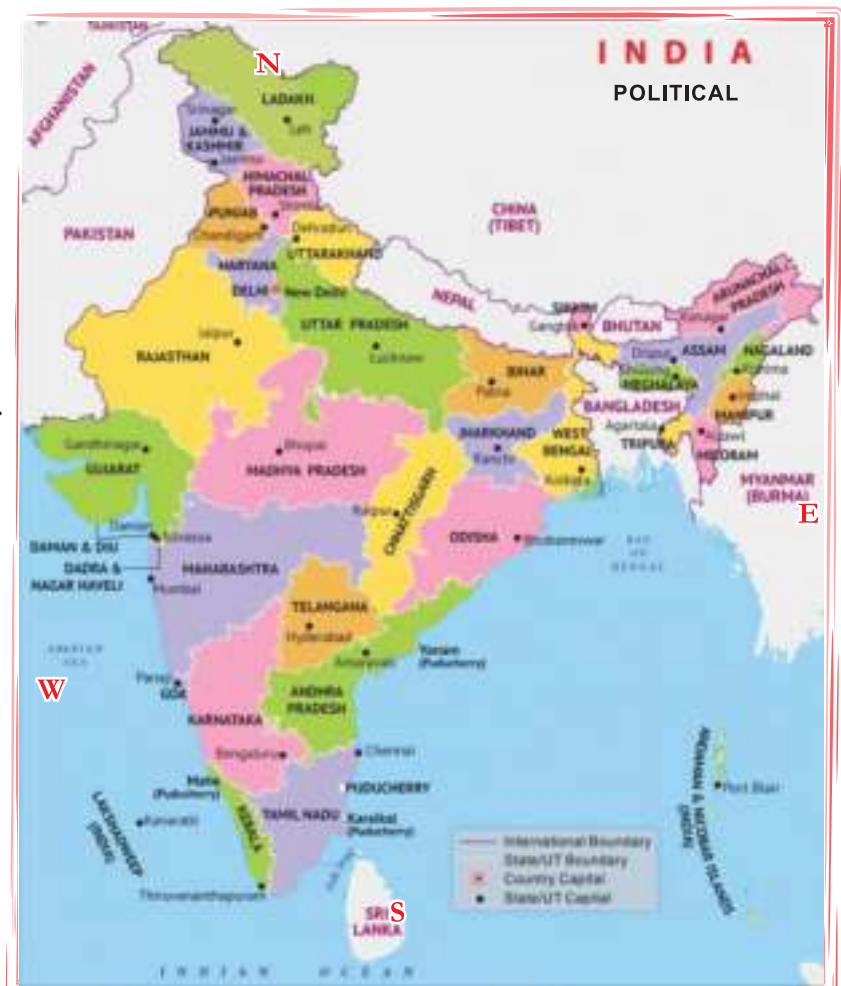 INDIA
POLITICAL
N
TAJIKISTAN
AFGHANISTAN
LADAKH
Srinagar
Leh
JAMMU &
KASHMIR
Jammu
HIMACHAL
PRADESH
CHINA
(TIBET)
PAKISTAN
PUNJAB
Shimla
Chandigarh
Dehradun
UTTARAKHAND
HARYANA
DELHI
New Delhi
NEPAL
SIKKIM
Gangtok
BHUTAN
ARUNACHAL
PRADESH
Itanagar
Jaipur
RAJASTHAN
UTTAR PRADESH
Lucknow
BIHAR
Patna
Dispur
ASSAM
NAGALAND
Shillong
Kohima
MEGHALAYA
Imphal
MANIPUR
BANGLADESH
Agartala
TRIPURA
Aizawl
MIZORAM
Gandhinagar
GUJARAT
Bhopal
MADHYA PRADESH
JHARKHAND
Ranchi
WEST
BENGAL
Kolkata
MYANMAR
(BURMA)
E
Raipur
CHHATTISGARH
Daman
Silvassa
DAMAN & DIU
DADRA &
NAGAR HAVELI
Mumbai
MAHARASHTRA
ODISHA
Bhubaneswar
BAY
OF
BENGAL
TELANGANA
Hyderabad
ARABIAN
SEA
W
Amaravati
Yanam
(Puducherry)
Panaji
GOA
KARNATAKA
ANDHRA
PRADESH
Bengaluru
Chennai
Mahe
(Puducherry)
PUDUCHERRY
LAKSHADWEEP
(INDIA)
Kavaratti
KERALA
TAMIL NADU
Karaikal
(Puducherry)
Port Blair
ANDAMAN & NICOBAR ISLANDS
(INDIA)
Thiruvananthapuram
SRI
LANKA
S
International Boundary
State/UT Boundary
Country Capital
State/UT Capital
INDIAN OCEAN